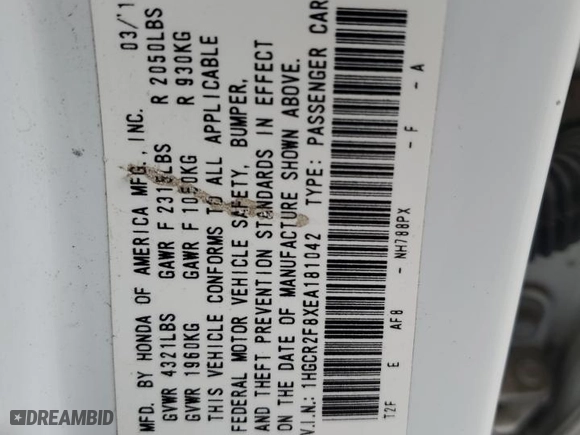 MFD. BY HONDA OF AMERICA MFG., INC. 03/'1
GVWR 4321LBS GAWR F 2315LBS R 2050LBS
GVWR 1960KG GAWR F 1050KG R 930KG
THIS VEHICLE CONFORMS TO ALL APPLICABLE
FEDERAL MOTOR VEHICLE SAFETY, BUMPER,
AND THEFT PREVENTION STANDARDS IN EFFECT
ON THE DATE OF MANUFACTURE SHOWN ABOVE.
V.I.N.: 1HGCR2F8XEA181042 TYPE: PASSENGER CAR
T2F E AF8 - NH788PX - F - A
DREAMBID